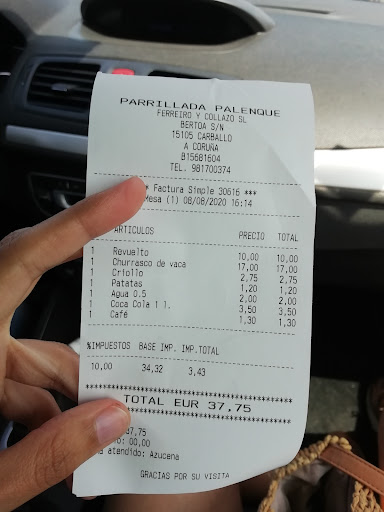 PARRILLADA PALENQUE
FERREIRO Y COLLAZO SL
BERTOA S/N
15105 CARBALLO
A CORUÑA
B15681604
TEL. 981700374
* Factura Simple 30616 ***
Mesa (1) 08/08/2020 16:14
ARTICULOS PRECIO TOTAL
1 Revuelto 10,00 10,00
1 Churrasco de vaca 17,00 17,00
1 Criollo 2,75 2,75
1 Patatas 1,20 1,20
1 Agua 0.5 2,00 2,00
1 Coca Cola 1 l. 3,50 3,50
1 Café 1,30 1,30
%IMPUESTOS BASE IMP. IMP.TOTAL
10,00 34,32 3,43
TOTAL EUR 37,75
37,75
: 00,00
atendido: Azucena
GRACIAS POR SU VISITA